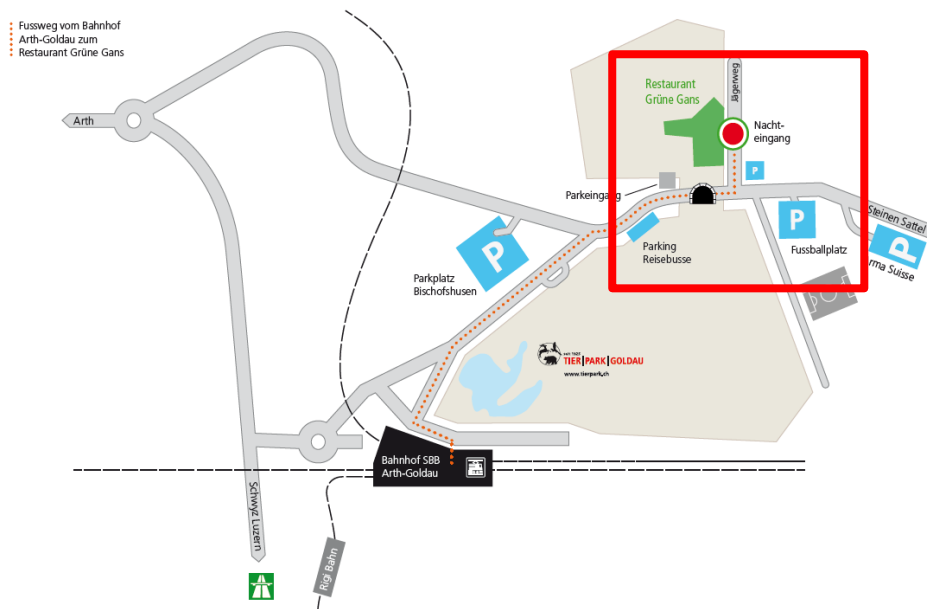 Fussweg vom Bahnhof
Arth-Goldau zum
Restaurant Grüne Gans
Arth
Restaurant
Grüne Gans
Jägerweg
Nacht-
eingang
P
Parkeingang
Steinen Sattel
P
P
Fussballplatz
rma Suisse
Parking
Reisebusse
P
Parkplatz
Bischofshusen
seit 1925
TIER|PARK|GOLDAU
www.tierpark.ch
Bahnhof SBB
Arth-Goldau
Schwyz Luzern
Rigi Bahn